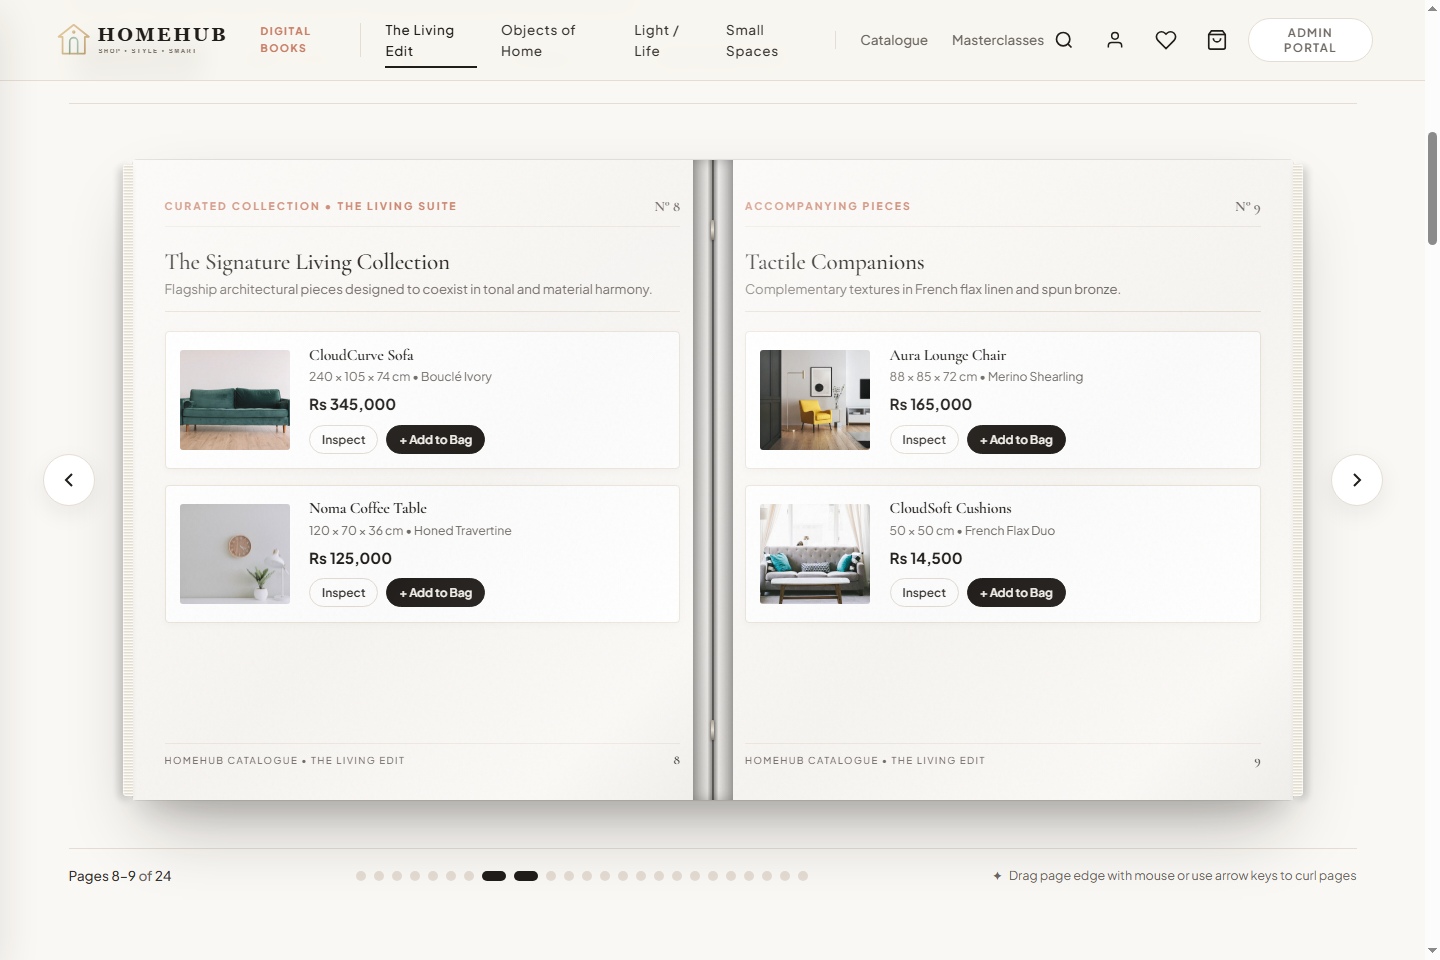 HOMEHUB
SHOP • STYLE • SMART
DIGITAL
BOOKS
The Living
Edit
Objects of
Home
Light /
Life
Small
Spaces
Catalogue
Masterclasses
ADMIN
PORTAL
CURATED COLLECTION • THE LIVING SUITE
Nº 8
The Signature Living Collection
Flagship architectural pieces designed to coexist in tonal and material harmony.
CloudCurve Sofa
240 × 105 × 74 cm • Bouclé Ivory
Rs 345,000
Inspect
+ Add to Bag
Noma Coffee Table
120 × 70 × 36 cm • Honed Travertine
Rs 125,000
Inspect
+ Add to Bag
HOMEHUB CATALOGUE • THE LIVING EDIT
8
ACCOMPANYING PIECES
Nº 9
Tactile Companions
Complementary textures in French flax linen and spun bronze.
Aura Lounge Chair
88 × 85 × 72 cm • Merino Shearling
Rs 165,000
Inspect
+ Add to Bag
CloudSoft Cushions
50 × 50 cm • French Flax Duo
Rs 14,500
Inspect
+ Add to Bag
HOMEHUB CATALOGUE • THE LIVING EDIT
9
Pages 8–9 of 24
✦ Drag page edge with mouse or use arrow keys to curl pages